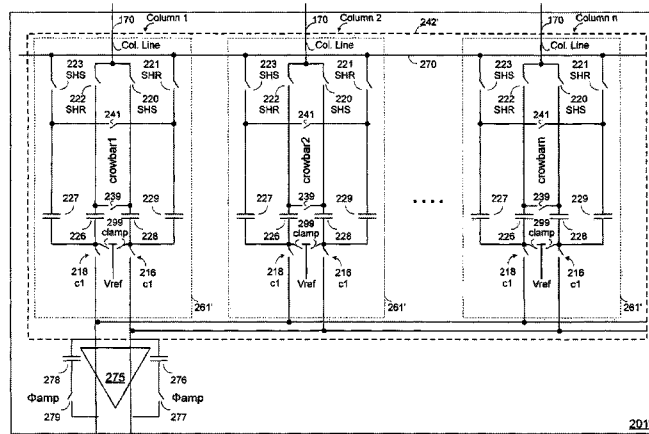 170 Column 1 242' 170 Column 2 170 Column n
Col. Line Col. Line Col. Line 270
223 SHS 221 SHR 223 SHS 221 SHR 223 SHS 221 SHR
222 SHR 220 SHS 222 SHR 220 SHS 222 SHR 220 SHS
241 241 241
crowbar1 crowbar2 crowbarn
239 239 239
227 229 227 229 227 229
226 299 clamp 228 226 299 clamp 228 226 299 clamp 228
218 c1 Vref 216 c1 218 c1 Vref 216 c1 218 c1 Vref 216 c1
261' 261' 261'
278 275 276
Φamp Φamp
279 277
201'